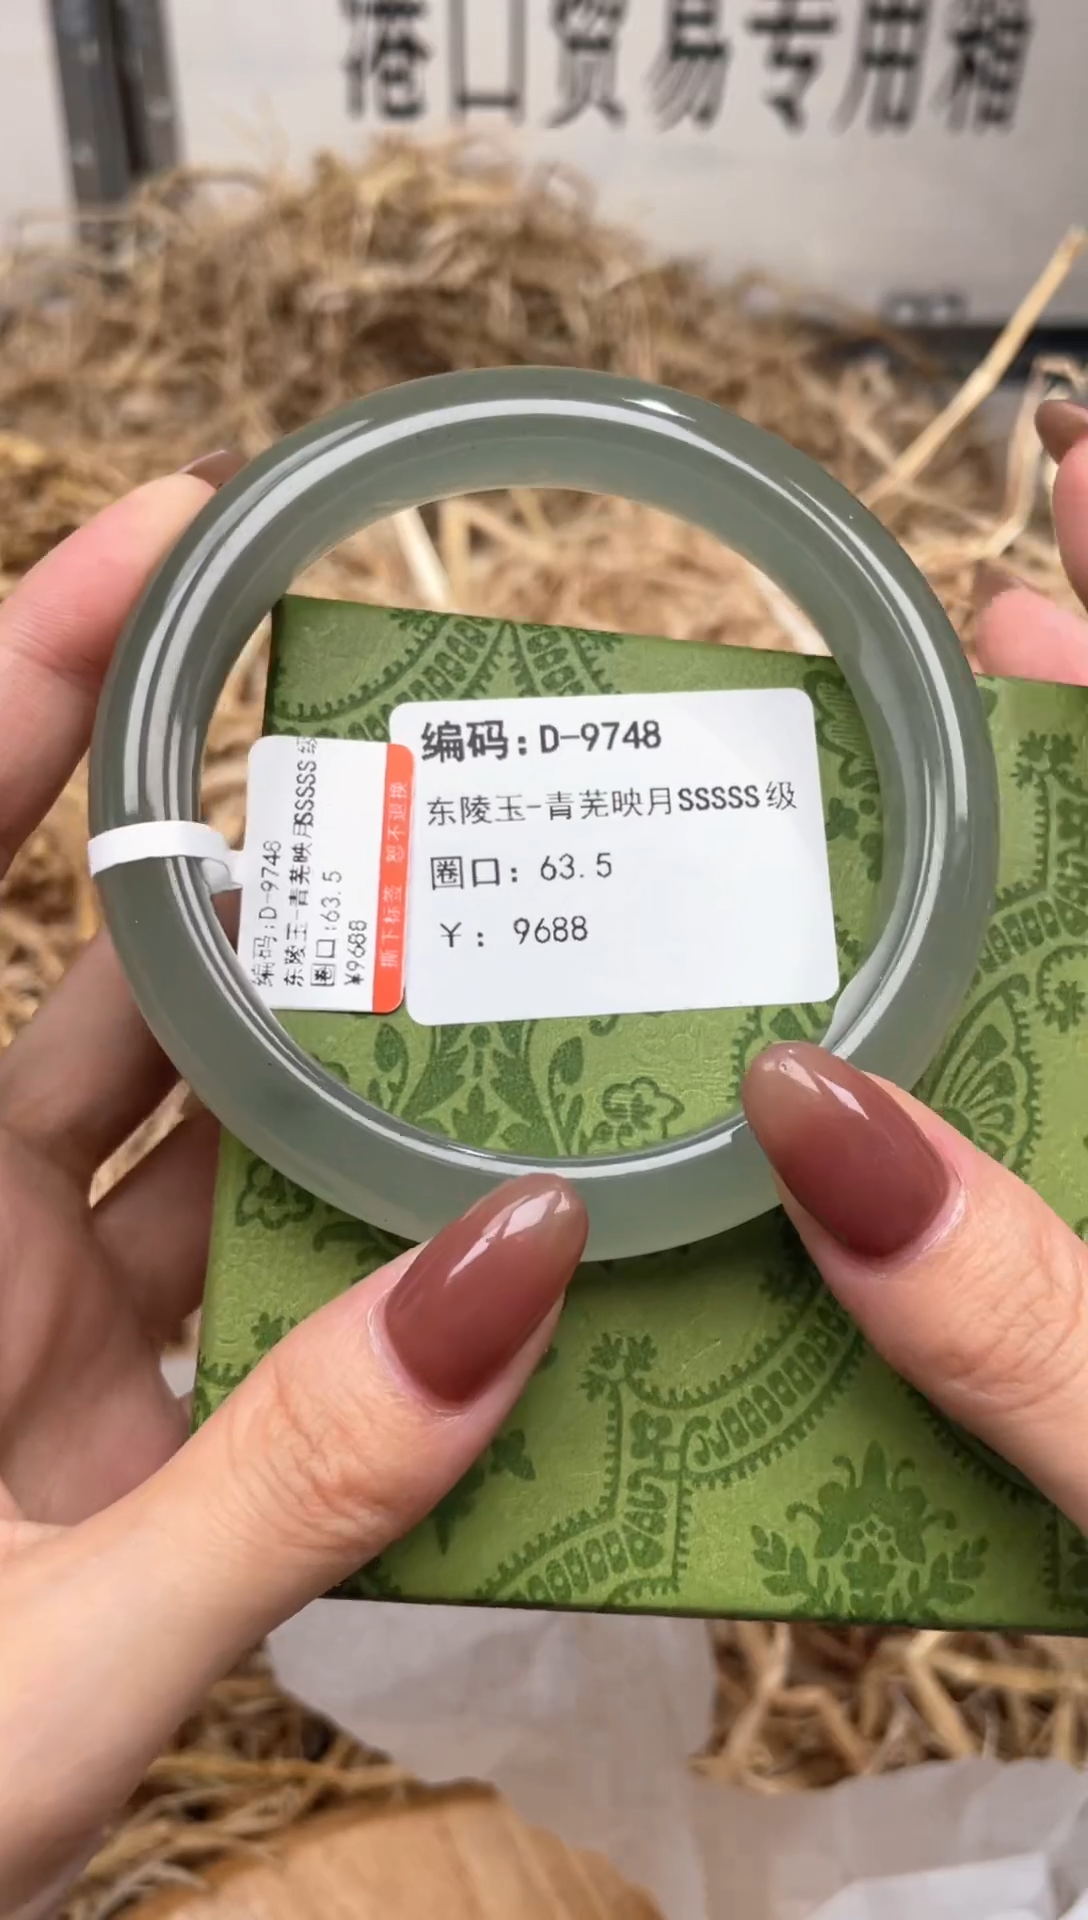 港口贸易专用箱
编码:D-9748
东陵玉-青芜映月SSSSS级
圈口: 63.5
¥: 9688
编码:D-9748
东陵玉-青芜映月SSSSS级
圈口:63.5
¥9688
撕下标签 恕不退换